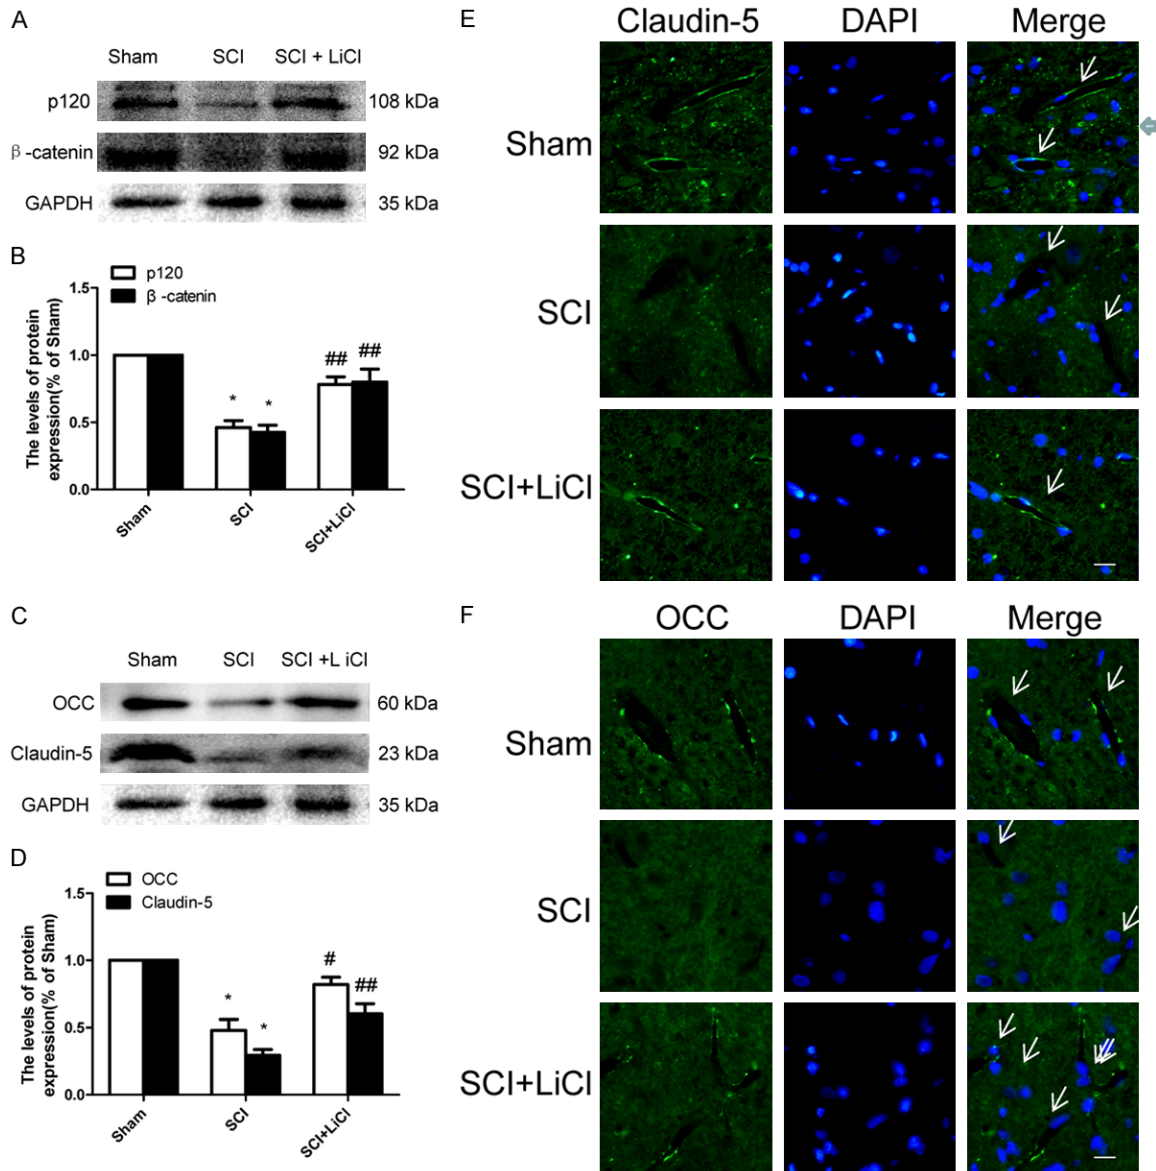 A
Sham SCI SCI + LiCl
p120 108 kDa
β-catenin 92 kDa
GAPDH 35 kDa
B
p120
β-catenin
The levels of protein
expression(% of Sham)
1.5
1.0
0.5
0.0
* * ## ##
Sham SCI SCI+LiCl
C
Sham SCI SCI +L iCl
OCC 60 kDa
Claudin-5 23 kDa
GAPDH 35 kDa
D
OCC
Claudin-5
The levels of protein
expression(% of Sham)
1.5
1.0
0.5
0.0
* * # ##
Sham SCI SCI+LiCl
E
Claudin-5 DAPI Merge
Sham
SCI
SCI+LiCl
F
OCC DAPI Merge
Sham
SCI
SCI+LiCl